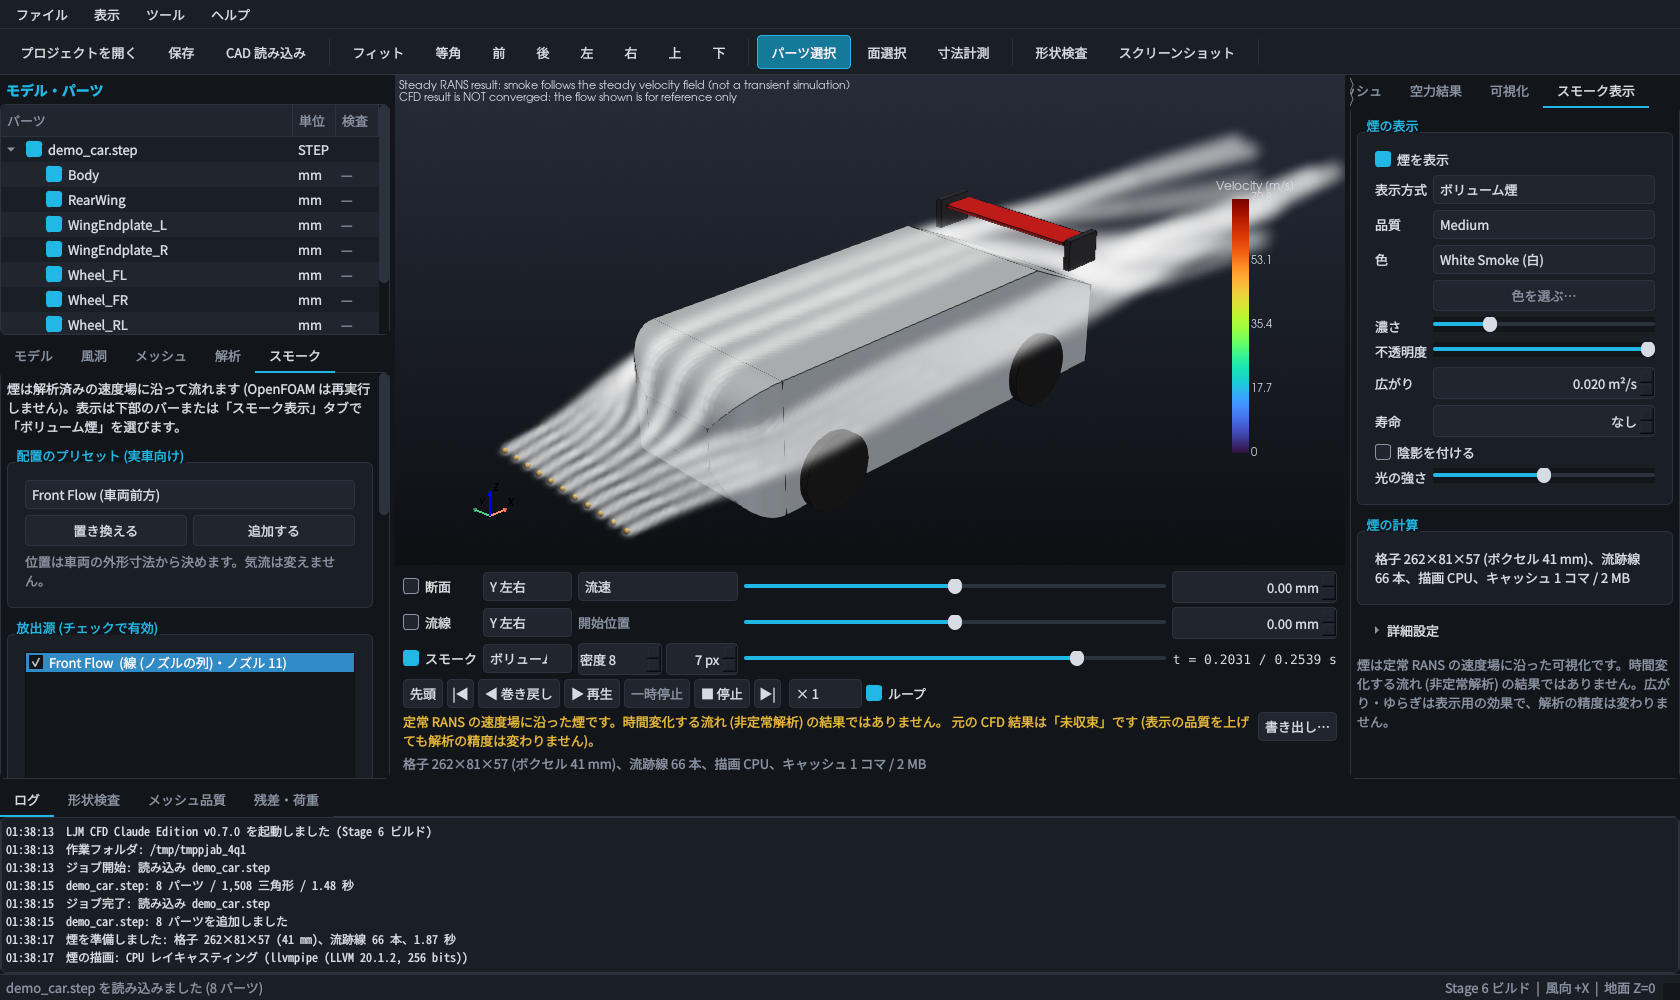 ファイル 表示 ツール ヘルプ
プロジェクトを開く 保存 CAD 読み込み フィット 等角 前 後 左 右 上 下 パーツ選択 面選択 寸法計測 形状検査 スクリーンショット
モデル・パーツ
パーツ 単位 検査
demo_car.step STEP
Body mm —
RearWing mm —
WingEndplate_L mm —
WingEndplate_R mm —
Wheel_FL mm —
Wheel_FR mm —
Wheel_RL mm —
モデル 風洞 メッシュ 解析 スモーク
煙は解析済みの速度場に沿って流れます (OpenFOAM は再実行
しません)。表示は下部のバーまたは「スモーク表示」タブで
「ボリューム煙」を選びます。
配置のプリセット (実車向け)
Front Flow (車両前方)
置き換える 追加する
位置は車両の外形寸法から決めます。気流は変えませ
ん。
放出源 (チェックで有効)
Front Flow (線 (ノズルの列)・ノズル 11)
Steady RANS result: smoke follows the steady velocity field (not a transient simulation)
CFD result is NOT converged: the flow shown is for reference only
Velocity (m/s)
53.1
35.4
17.7
0
Z
X
断面 Y 左右 流速 0.00 mm
流線 Y 左右 開始位置 0.00 mm
スモーク ボリュー 密度 8 7 px t = 0.2031 / 0.2539 s
先頭 |◀ ◀ 巻き戻し ▶ 再生 一時停止 ■ 停止 ▶| × 1 ループ
定常 RANS の速度場に沿った煙です。時間変化する流れ (非定常解析) の結果ではありません。 元の CFD 結果は「未収束」です (表示の品質を上げ
ても解析の精度は変わりません)。
書き出し…
格子 262×81×57 (ボクセル 41 mm)、流跡線 66 本、描画 CPU、キャッシュ 1 コマ / 2 MB
シュ 空力結果 可視化 スモーク表示
煙の表示
煙を表示
表示方式 ボリューム煙
品質 Medium
色 White Smoke (白)
色を選ぶ…
濃さ
不透明度
広がり 0.020 m²/s
寿命 なし
陰影を付ける
光の強さ
煙の計算
格子 262×81×57 (ボクセル 41 mm)、流跡線
66 本、描画 CPU、キャッシュ 1 コマ / 2 MB
詳細設定
煙は定常 RANS の速度場に沿った可視化です。時間変
化する流れ (非定常解析) の結果ではありません。広が
り・ゆらぎは表示用の効果で、解析の精度は変わりま
せん。
ログ 形状検査 メッシュ品質 残差・荷重
01:38:13 LJM CFD Claude Edition v0.7.0 を起動しました (Stage 6 ビルド)
01:38:13 作業フォルダ: /tmp/tmppjab_4q1
01:38:13 ジョブ開始: 読み込み demo_car.step
01:38:15 demo_car.step: 8 パーツ / 1,508 三角形 / 1.48 秒
01:38:15 ジョブ完了: 読み込み demo_car.step
01:38:15 demo_car.step: 8 パーツを追加しました
01:38:17 煙を準備しました: 格子 262×81×57 (41 mm)、流跡線 66 本、1.87 秒
01:38:17 煙の描画: CPU レイキャスティング (llvmpipe (LLVM 20.1.2, 256 bits))
demo_car.step を読み込みました (8 パーツ)
Stage 6 ビルド | 風向 +X | 地面 Z=0